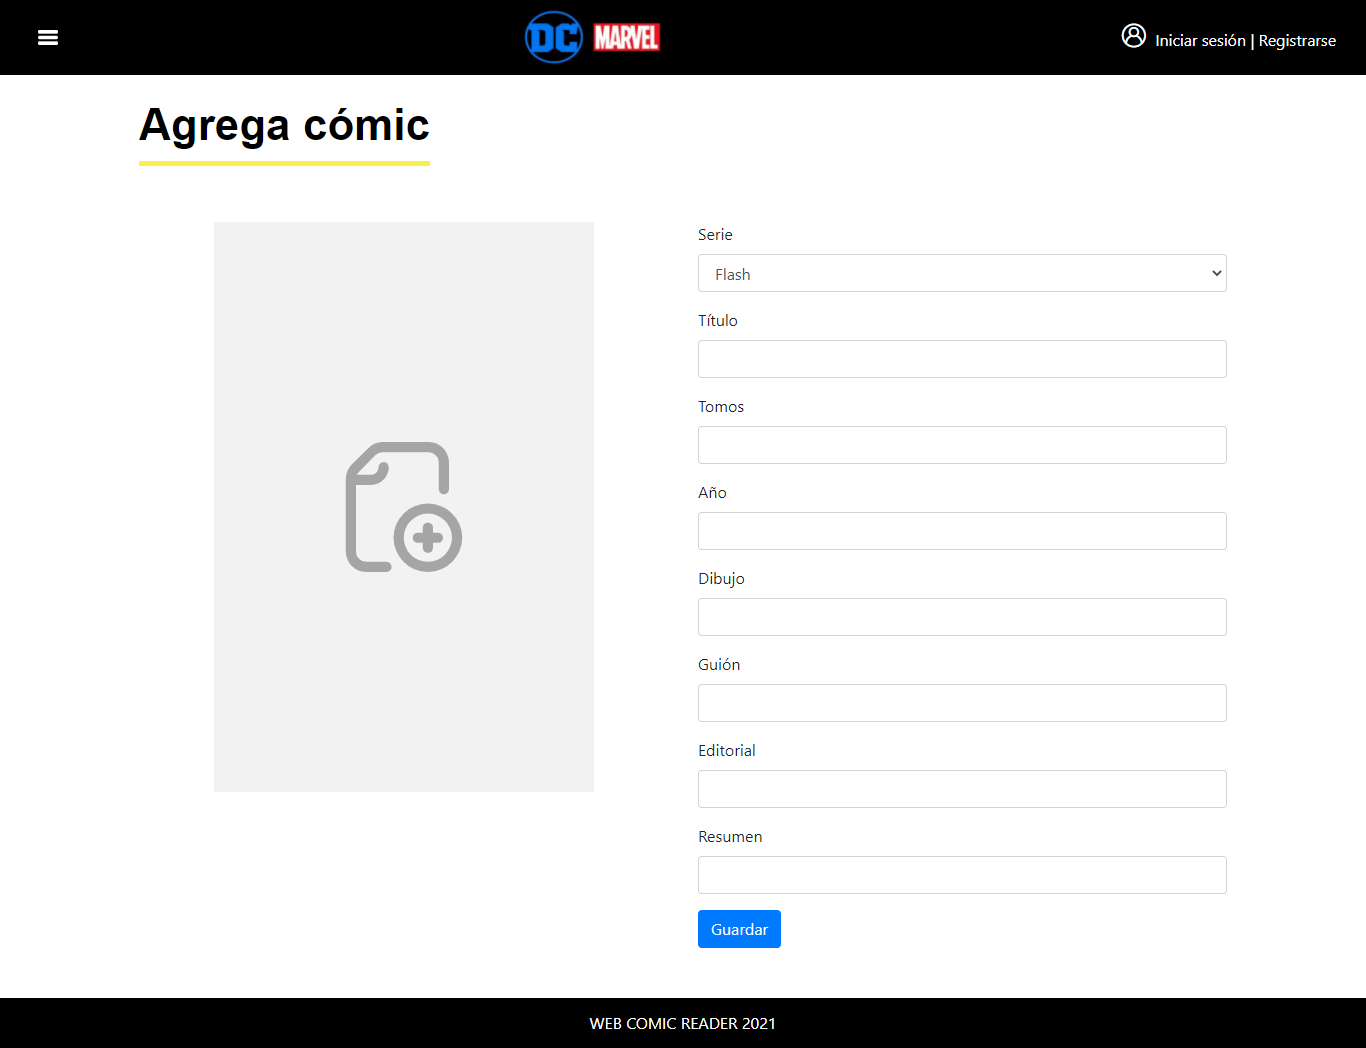 DC MARVEL
Iniciar sesión | Registrarse
Agrega cómic
Serie
Flash
Título
Tomos
Año
Dibujo
Guión
Editorial
Resumen
Guardar
WEB COMIC READER 2021